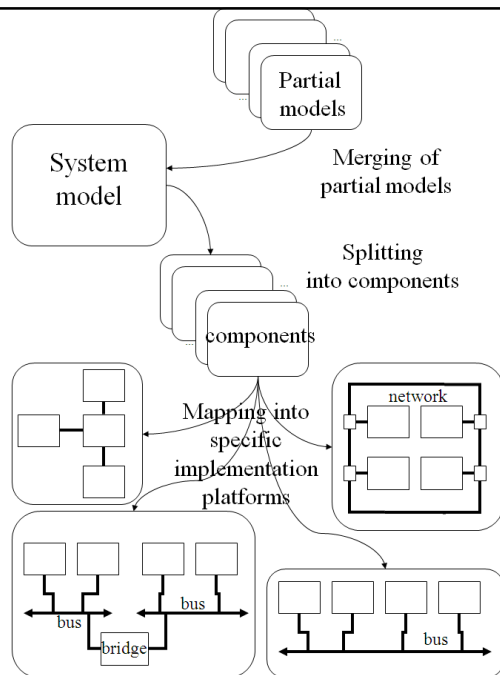 ...
Partial
models
...
System
model
Merging of
partial models
Splitting
into components
...
components
...
Mapping into
specific
implementation
platforms
network
bus
bus
bridge
bus